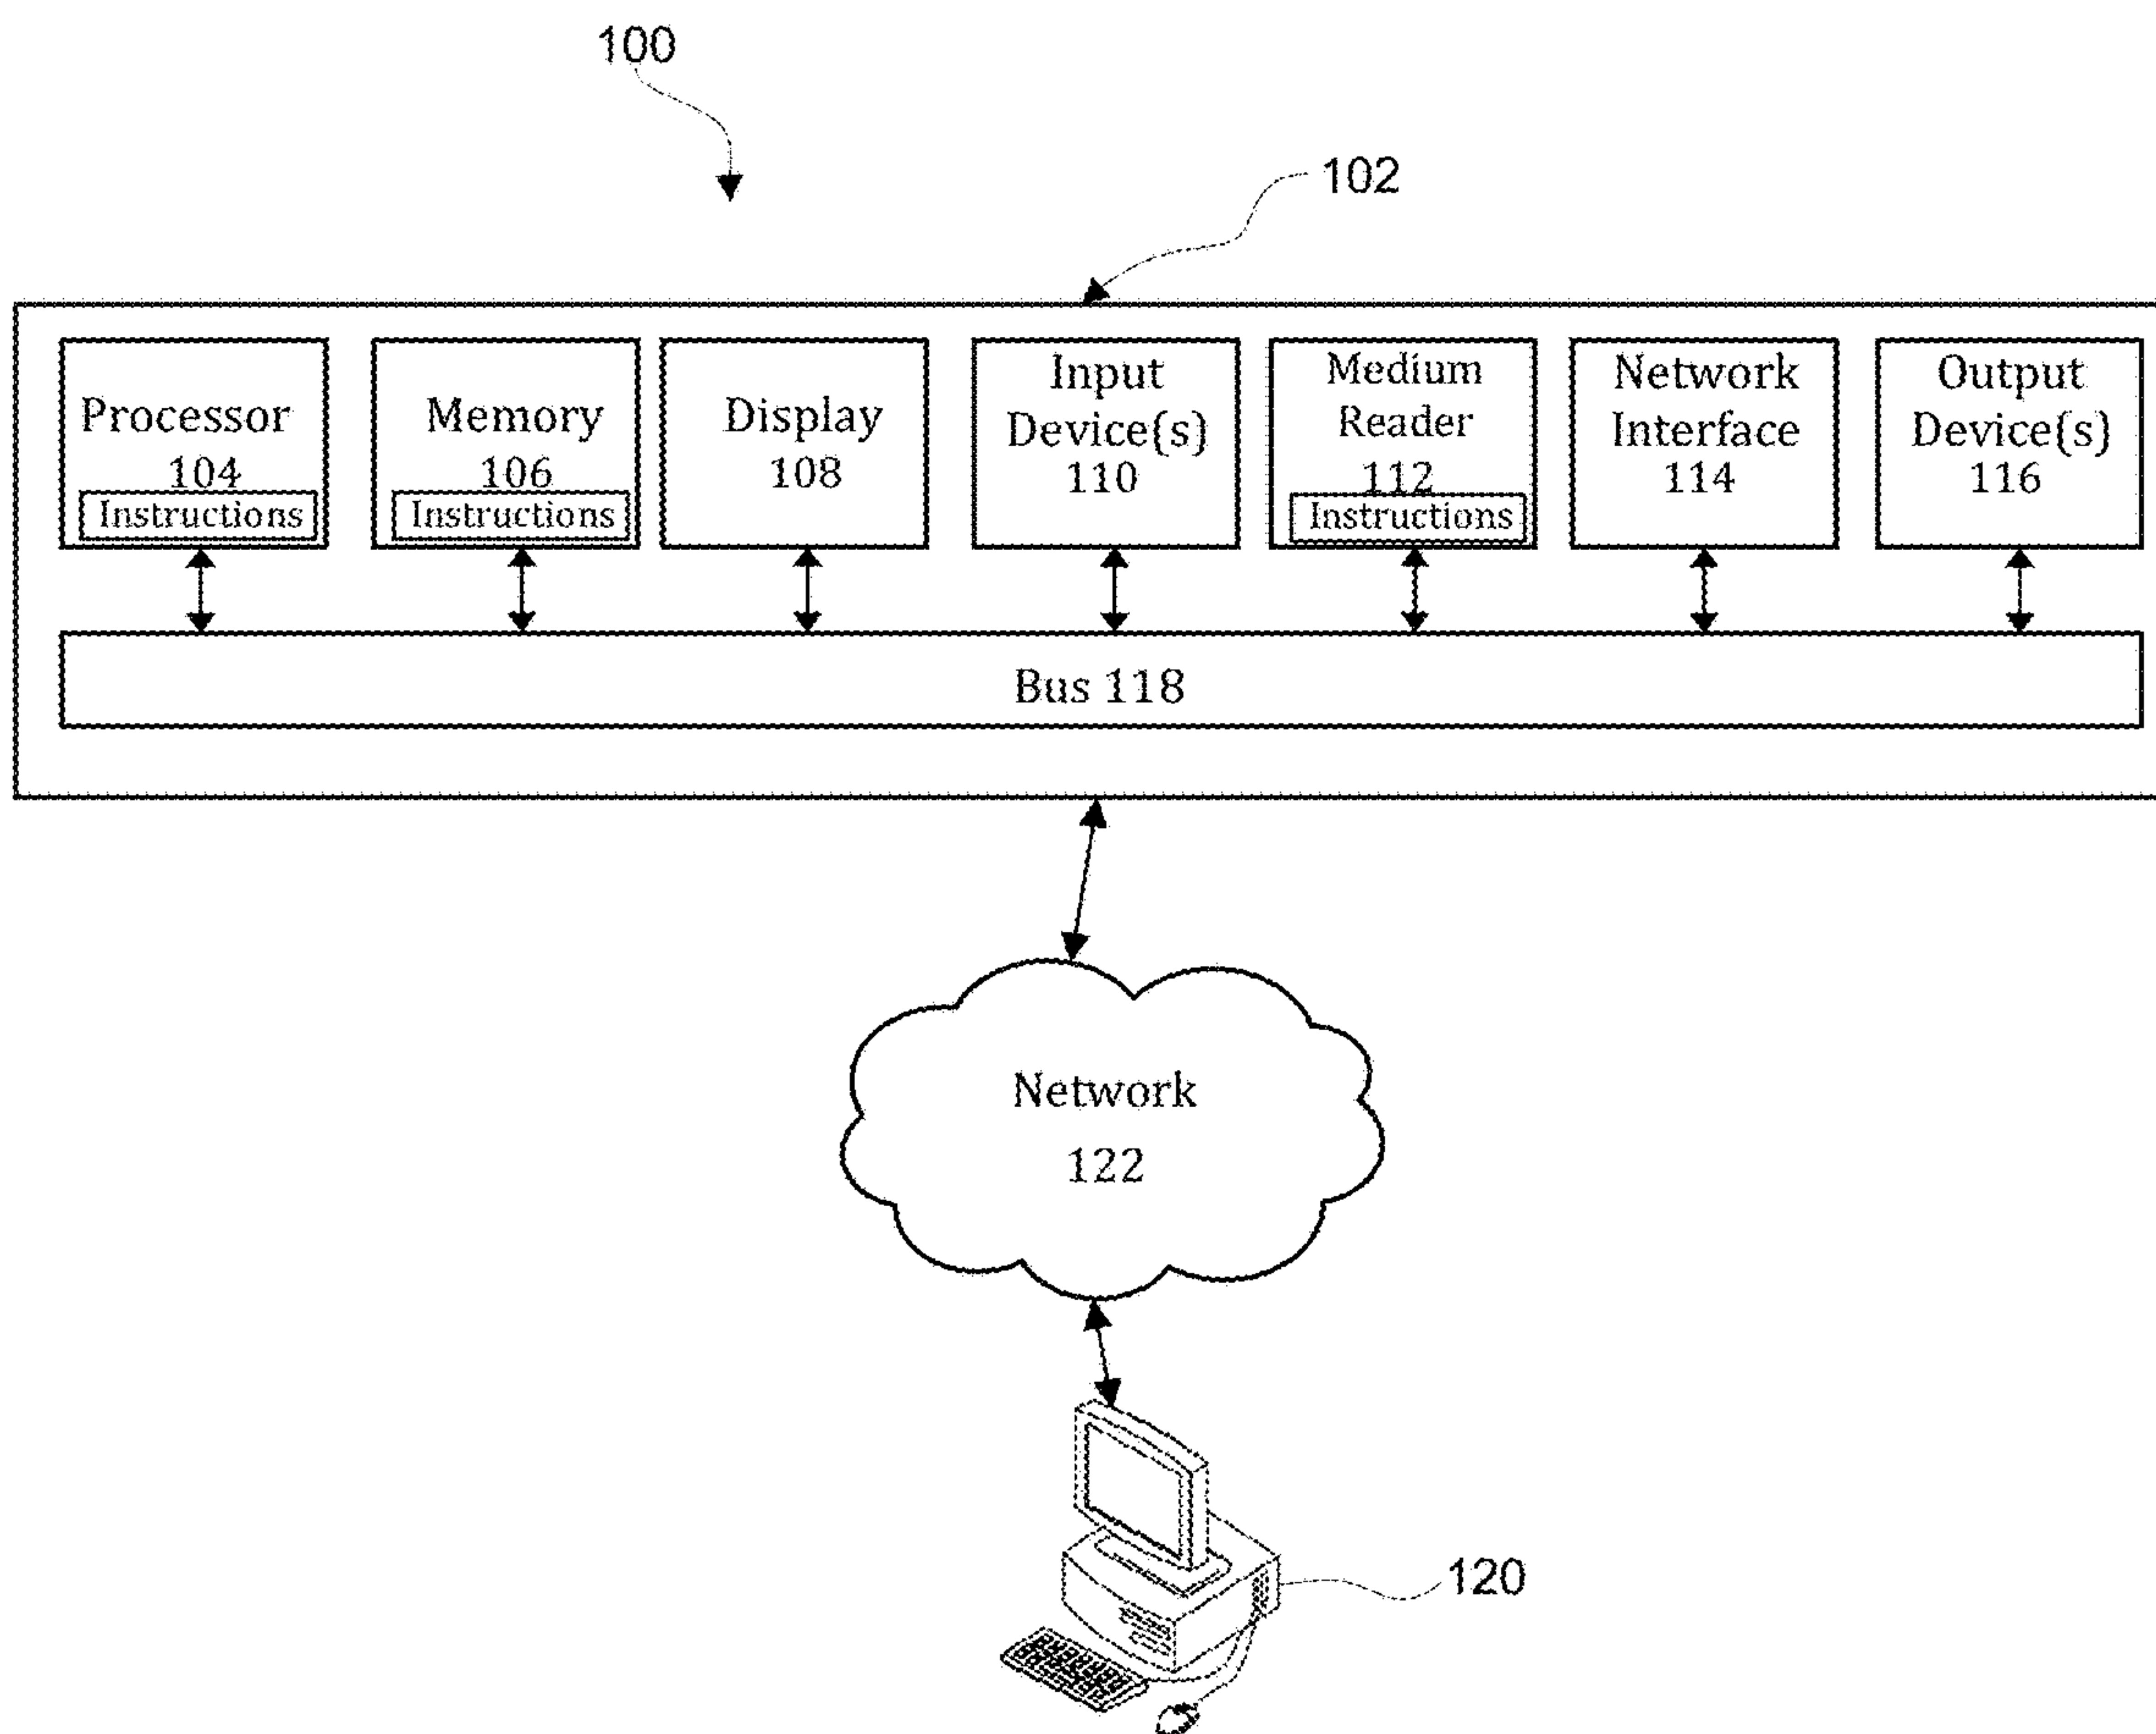 100
102
Processor
104
Instructions
Memory
106
Instructions
Display
108
Input
Device(s)
110
Medium
Reader
112
Instructions
Network
Interface
114
Output
Device(s)
116
Bus 118
Network
122
120